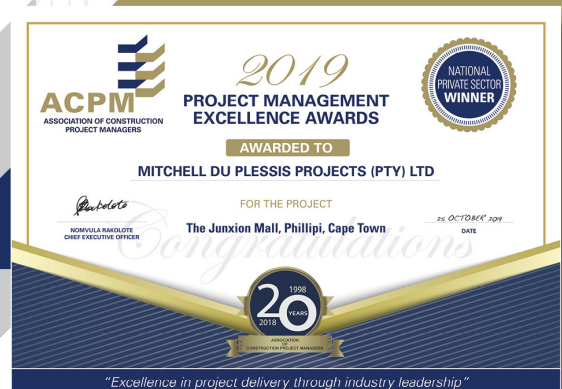 ACPM
ASSOCIATION OF CONSTRUCTION
PROJECT MANAGERS
2019
PROJECT MANAGEMENT
EXCELLENCE AWARDS
NATIONAL
PRIVATE SECTOR
WINNER
AWARDED TO
MITCHELL DU PLESSIS PROJECTS (PTY) LTD
FOR THE PROJECT
The Junxion Mall, Phillipi, Cape Town
Rakolote
NOMVULA RAKOLOTE
CHIEF EXECUTIVE OFFICER
25 OCTOBER 2019
DATE
Congratulations
1998
20
YEARS
2018
ASSOCIATION
OF
CONSTRUCTION PROJECT MANAGERS
"Excellence in project delivery through industry leadership"